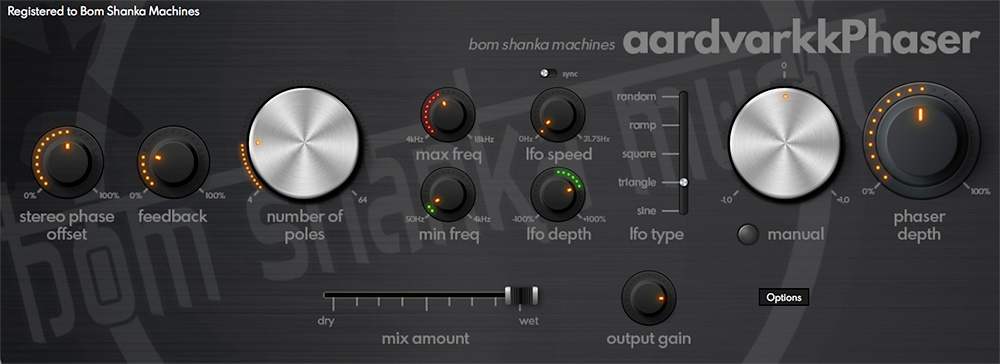 Registered to Bom Shanka Machines
bom shanka machines aardvarkkPhaser
sync
0
random
ramp
square
triangle
sine
lfo type
4kHz 18kHz
max freq
0Hz 31.75Hz
lfo speed
50Hz 4kHz
min freq
-100% +100%
lfo depth
0% 100%
stereo phase
offset
0% 100%
feedback
4 64
number of
poles
-1.0
manual
0% 100%
phaser
depth
dry wet
mix amount
output gain
Options
bom shanka